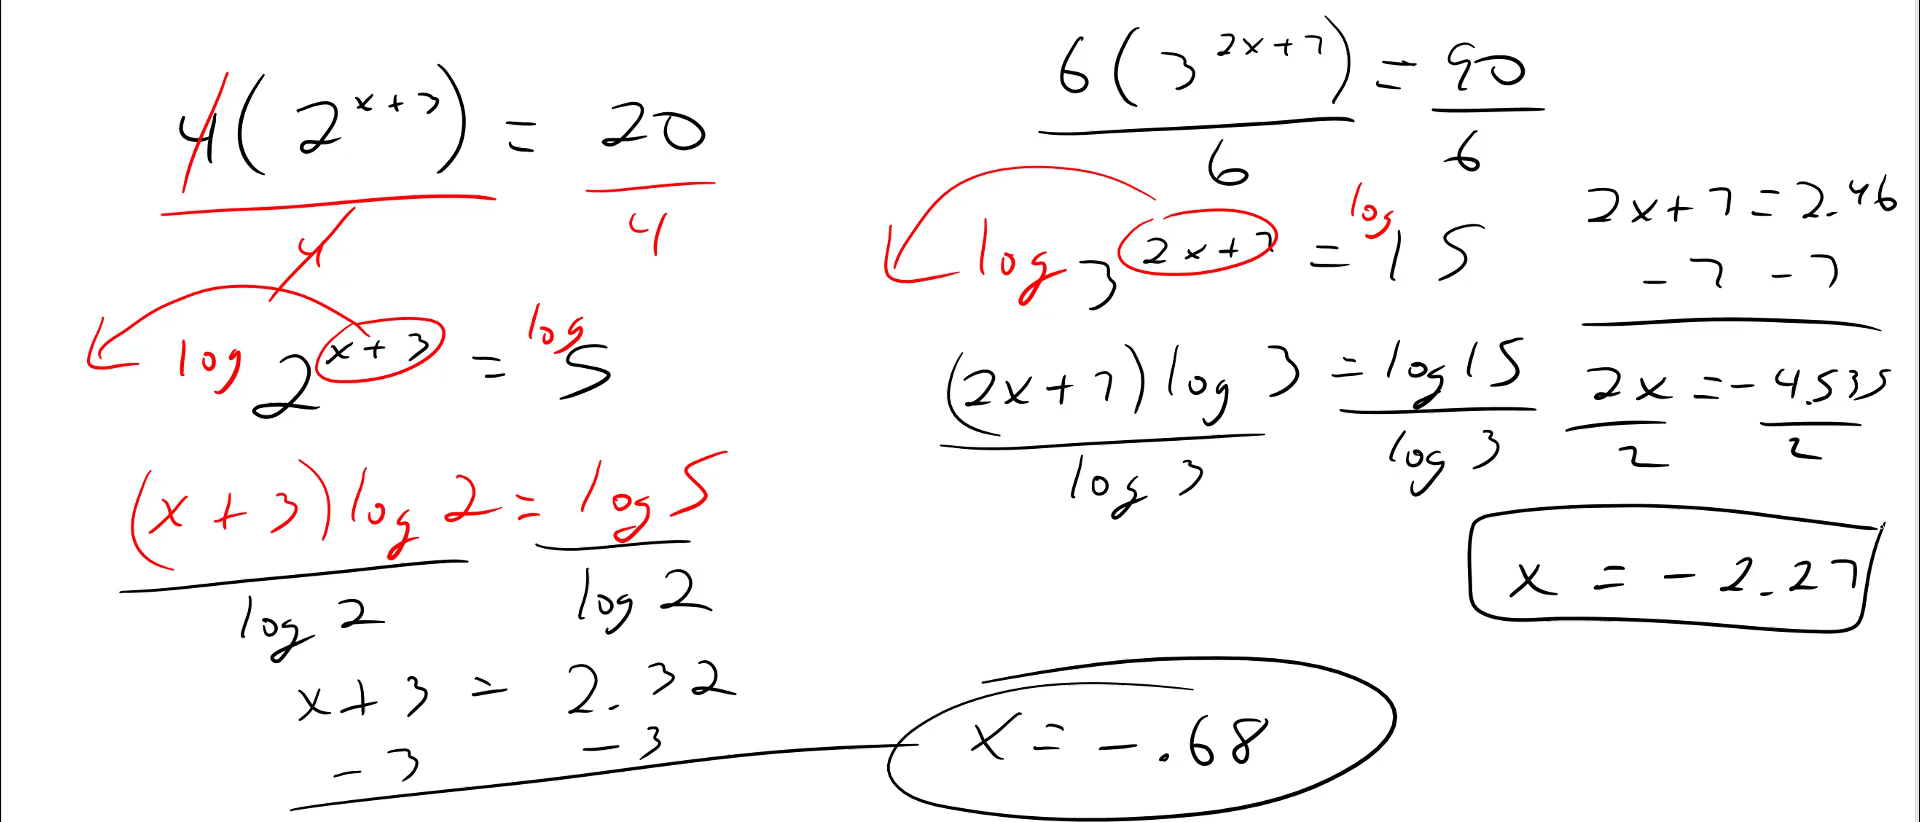 4(2^{x+3}) = 20
4 4
log 2^{x+3} = log 5
(x+3) log 2 = log 5
log 2 log 2
x+3 = 2.32
-3 -3
x = -.68
6(3^{2x+7}) = 90
6 6
log 3^{2x+7} = log 15
(2x+7) log 3 = log 15
log 3 log 3
2x+7 = 2.46
-7 -7
2x = -4.535
2 2
x = -2.27